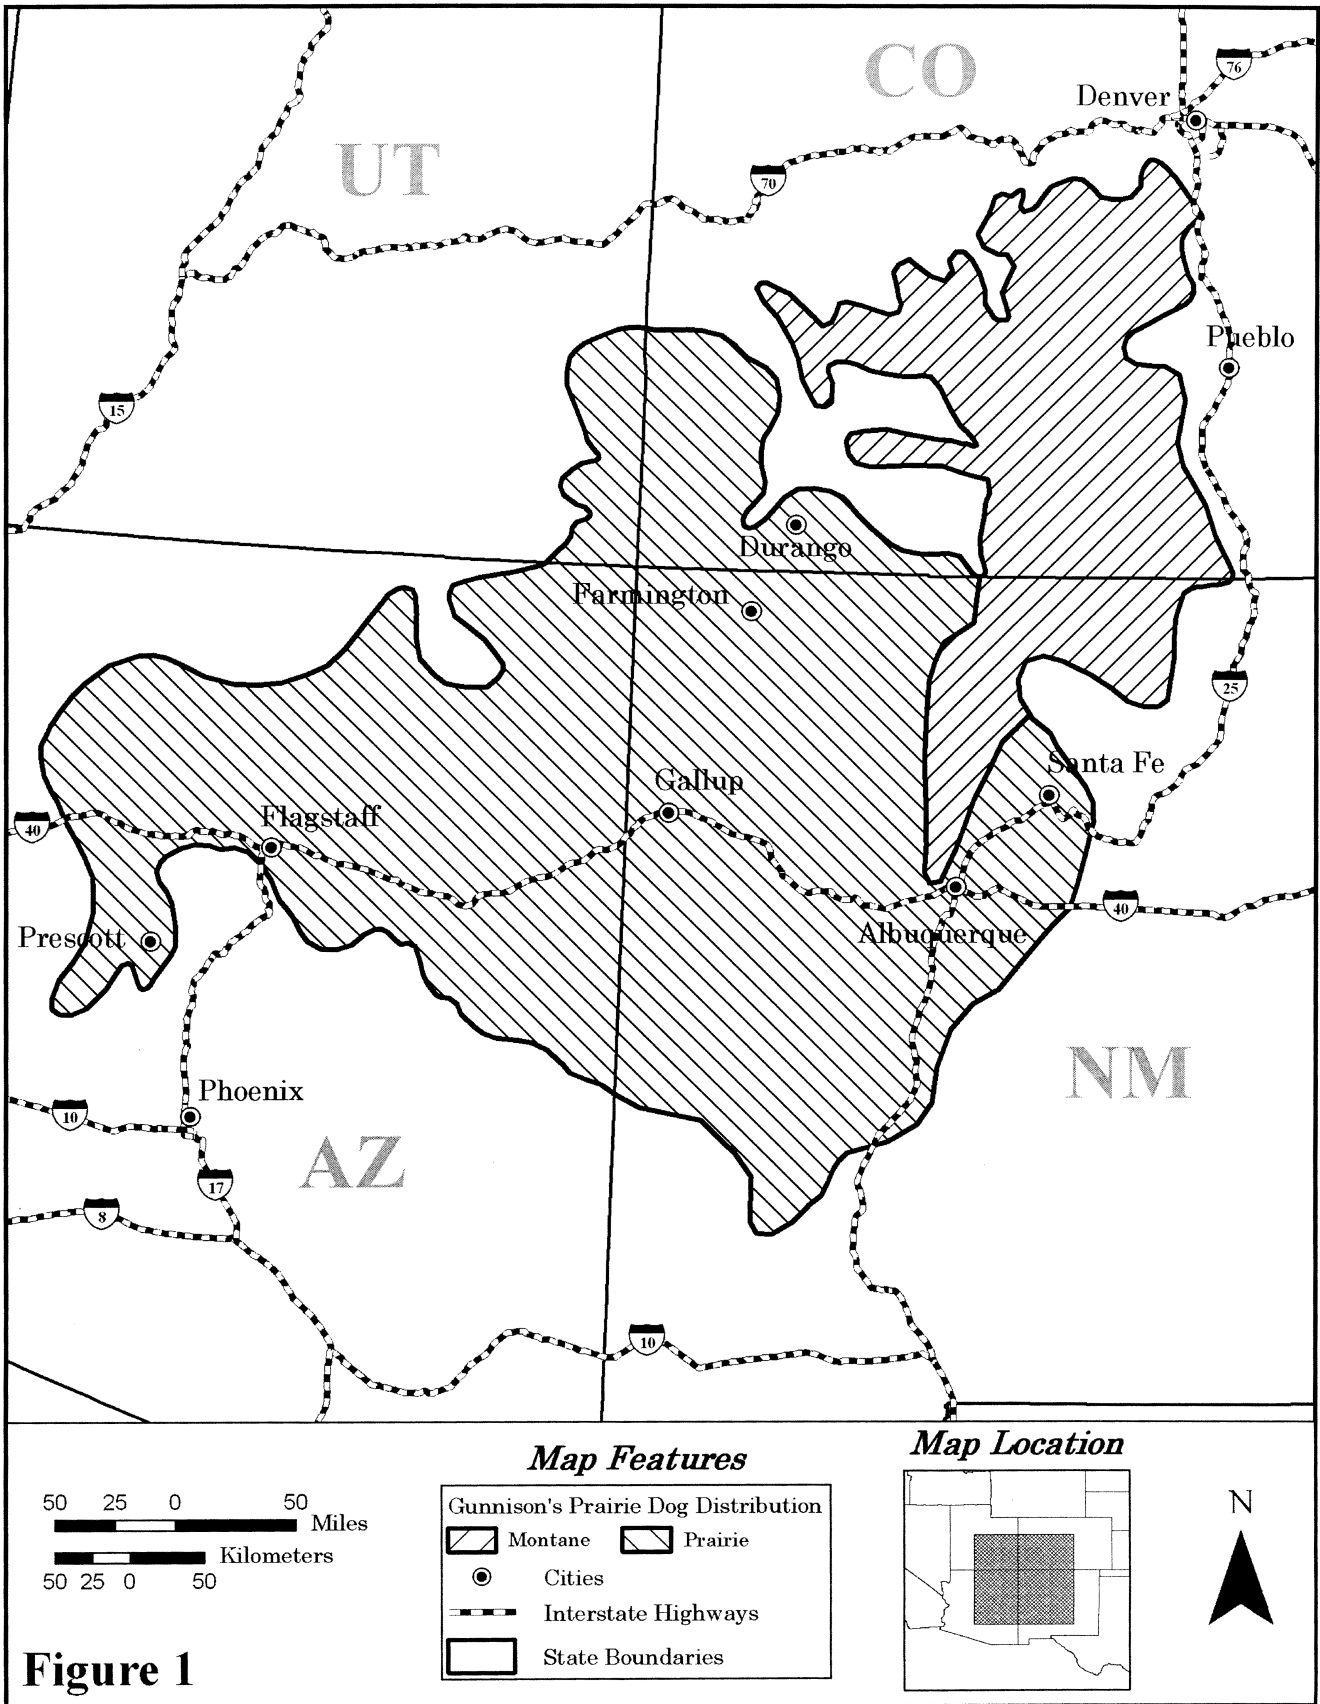 CO
76
Denver
UT
70
Pueblo
15
Durango
Farmington
25
Santa Fe
Gallup
Flagstaff
40
40
Prescott
Albuquerque
NM
Phoenix
10
AZ
17
8
10
Map Features
Map Location
Gunnison's Prairie Dog Distribution
Montane Prairie
Cities
Interstate Highways
State Boundaries
50 25 0 50
Miles
Kilometers
50 25 0 50
N
Figure 1